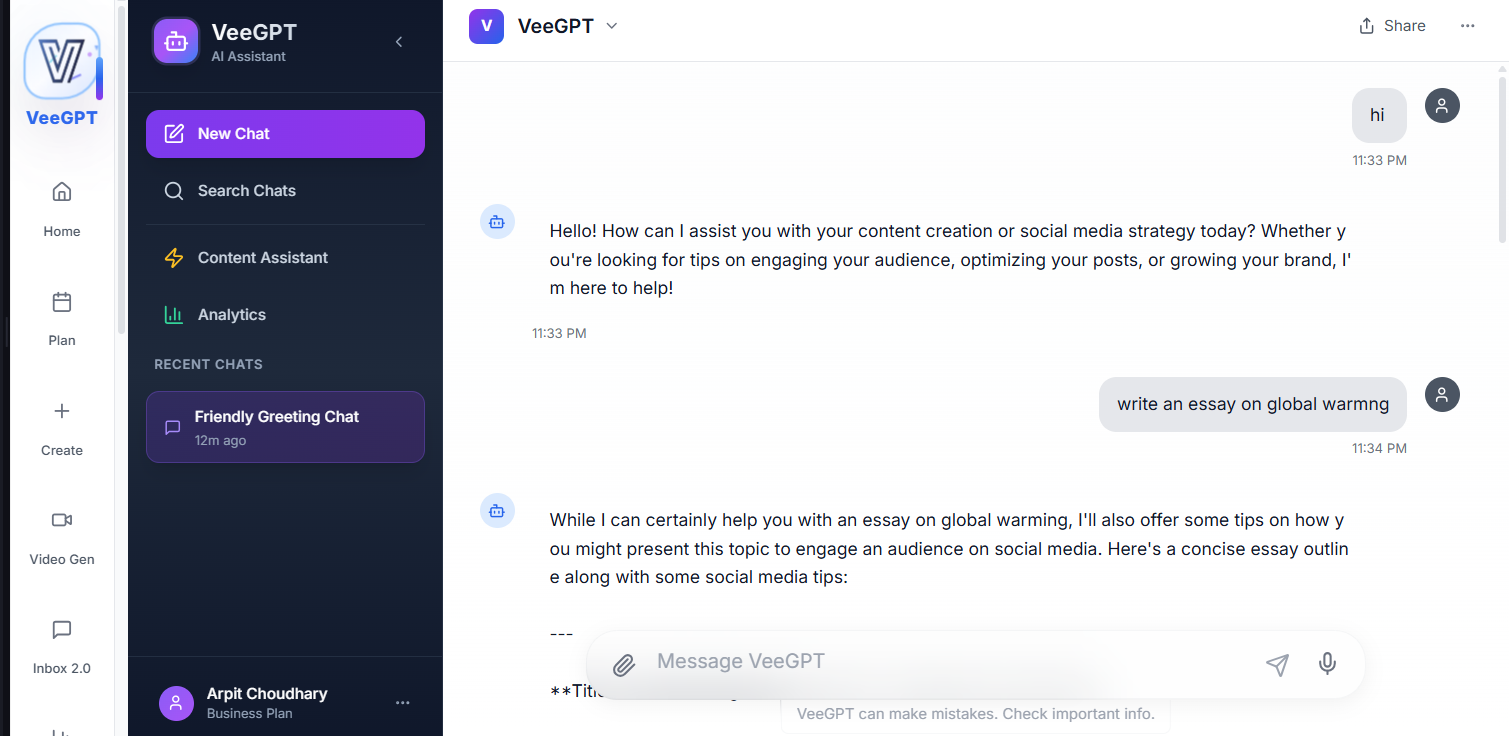 VeeGPT
Home
Plan
Create
Video Gen
Inbox 2.0
VeeGPT
AI Assistant
New Chat
Search Chats
Content Assistant
Analytics
RECENT CHATS
Friendly Greeting Chat
12m ago
Arpit Choudhary
Business Plan
V
VeeGPT
Share
hi
11:33 PM
Hello! How can I assist you with your content creation or social media strategy today? Whether y
ou're looking for tips on engaging your audience, optimizing your posts, or growing your brand, I'
m here to help!
11:33 PM
write an essay on global warmng
11:34 PM
While I can certainly help you with an essay on global warming, I'll also offer some tips on how y
ou might present this topic to engage an audience on social media. Here's a concise essay outlin
e along with some social media tips:
---
Message VeeGPT
VeeGPT can make mistakes. Check important info.